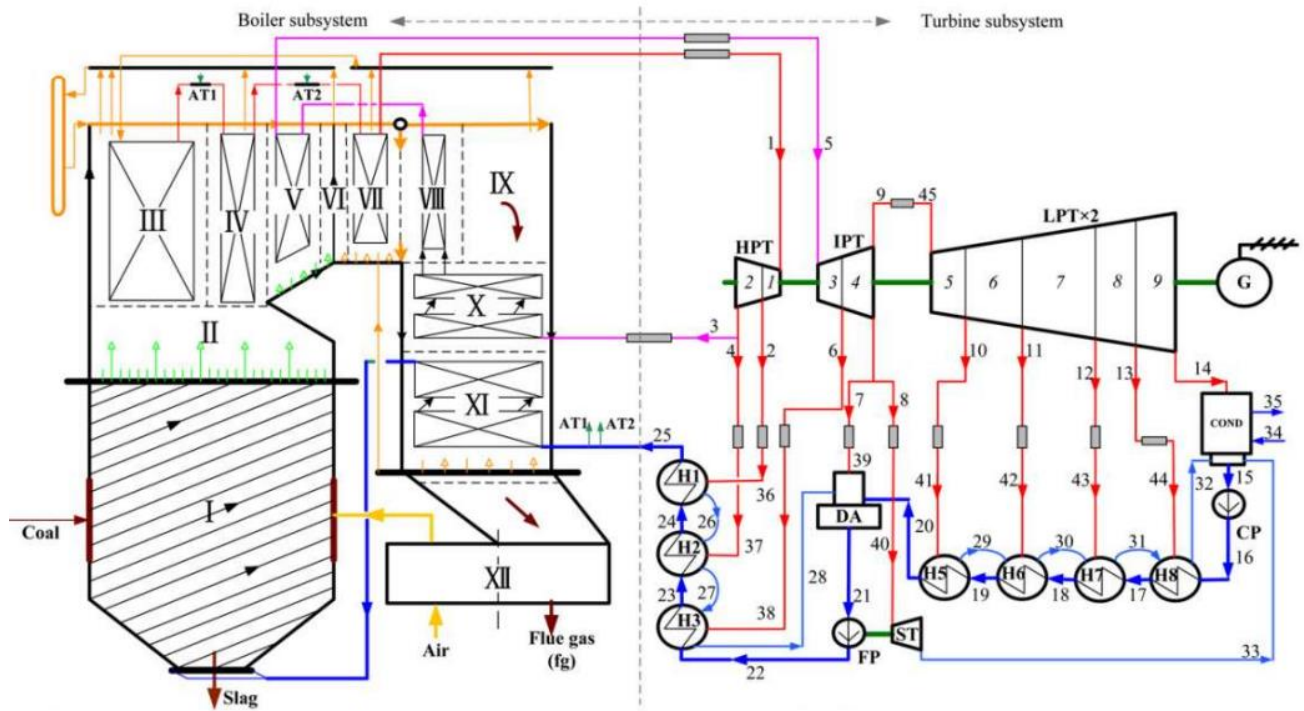 Boiler subsystem
Turbine subsystem
AT1
AT2
III
IV
V
VI
VII
VIII
IX
1
5
9
45
LPT×2
HPT
IPT
2
1
3
4
5
6
7
8
9
G
II
X
3
4
2
6
10
11
12
13
14
COND
35
34
XI
AT1
AT2
25
7
8
39
15
32
CP
16
I
Coal
H1
36
24
26
H2
37
23
27
H3
38
28
DA
20
41
42
43
44
40
H5
29
H6
30
H7
31
H8
19
18
17
XII
21
FP
ST
22
33
Air
Flue gas
(fg)
Slag